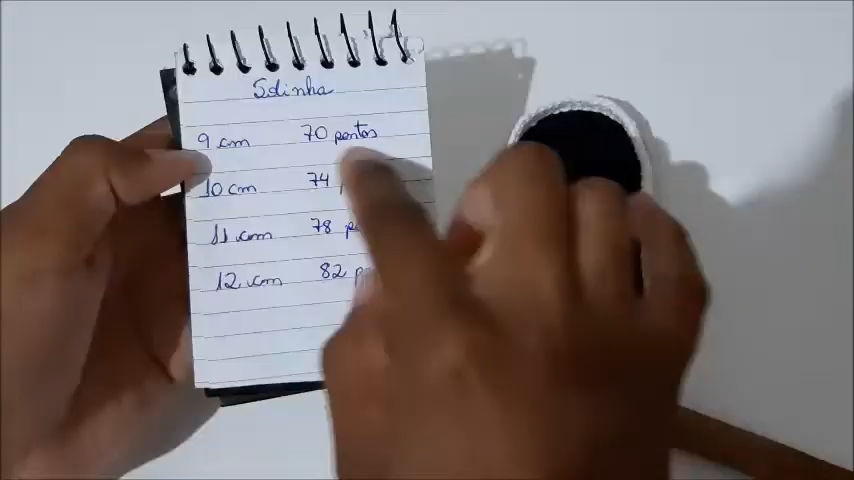 Solinha
9 cm 70 pontos
10 cm 74
11 cm 78
12 cm 82